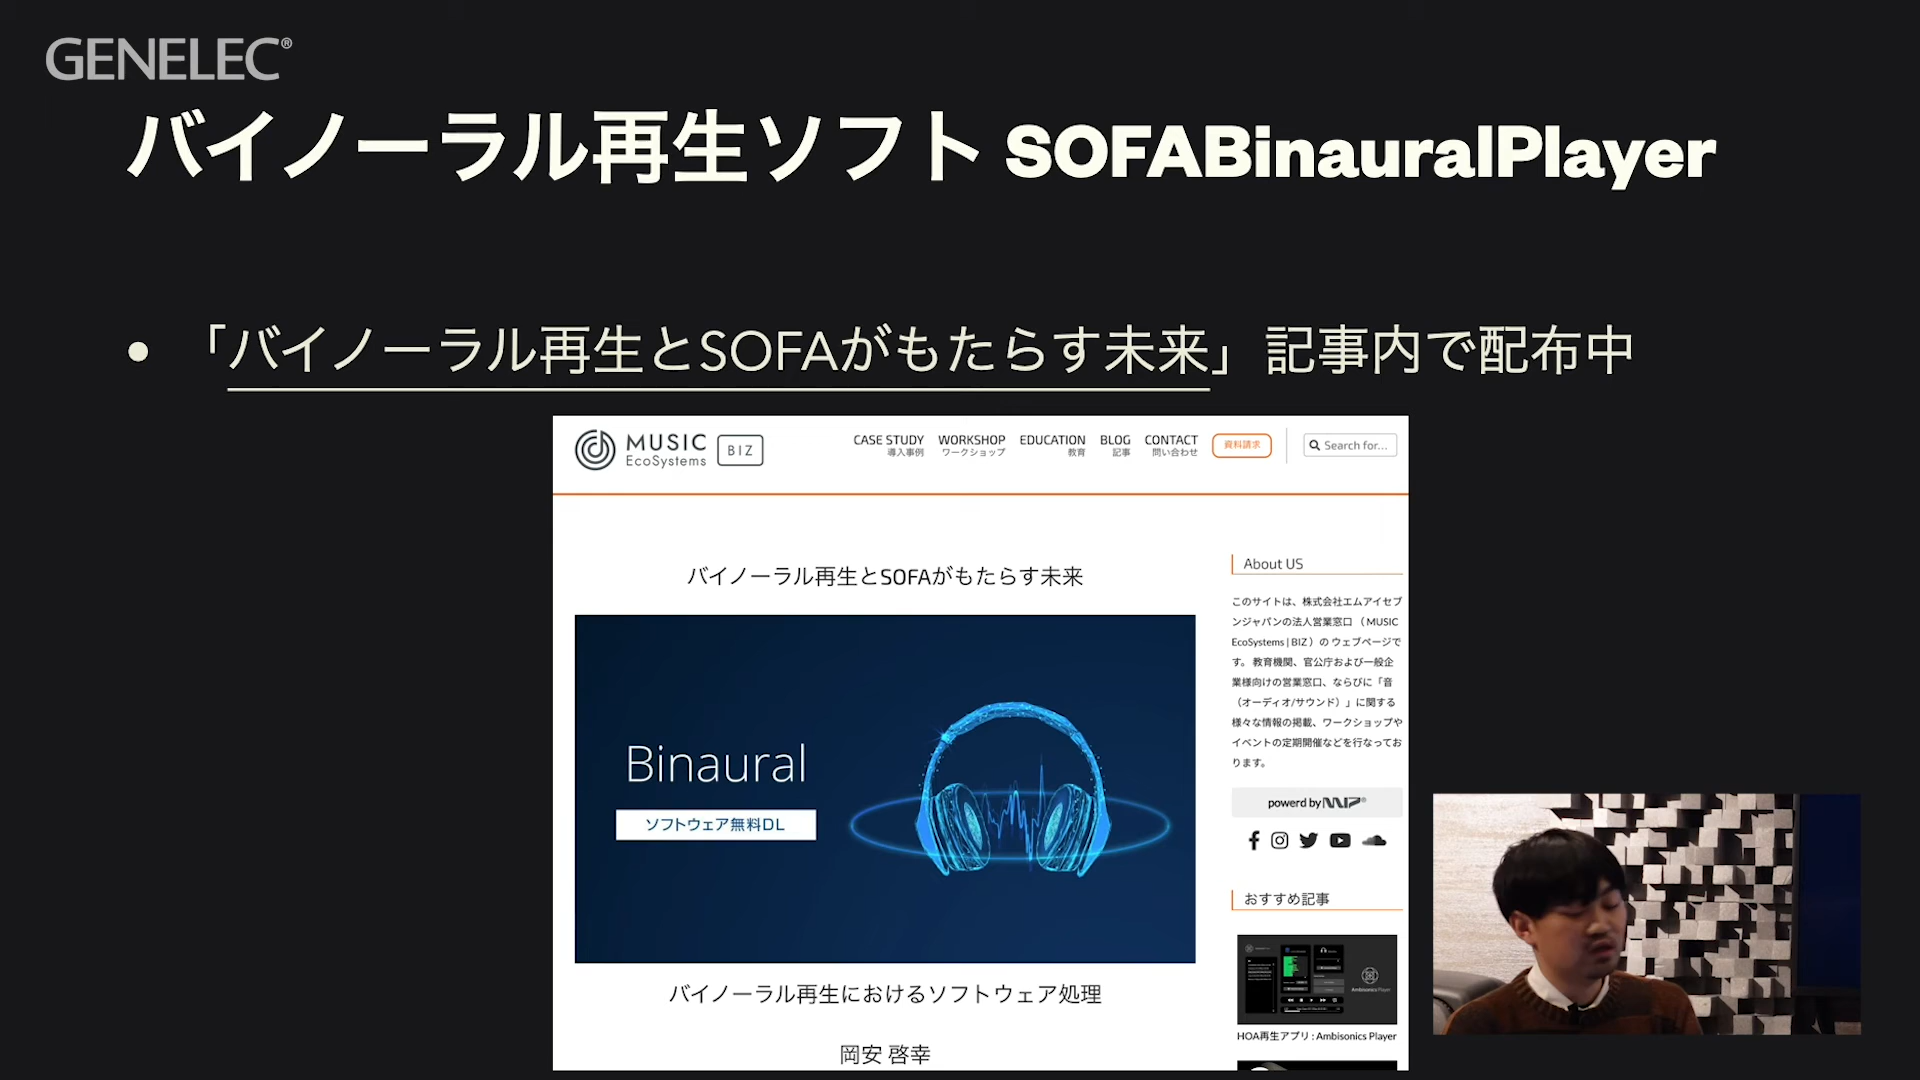 GENELEC®
バイノーラル再生ソフト SOFABinauralPlayer
• 「バイノーラル再生とSOFAがもたらす未来」記事内で配布中
MUSIC
EcoSystems
BIZ
CASE STUDY
導入事例
WORKSHOP
ワークショップ
EDUCATION
教育
BLOG
記事
CONTACT
問い合わせ
資料請求
Search for...
バイノーラル再生とSOFAがもたらす未来
Binaural
ソフトウェア無料DL
バイノーラル再生におけるソフトウェア処理
岡安 啓幸
About US
このサイトは、株式会社エムアイセブ
ンジャパンの法人営業窓口（ MUSIC
EcoSystems | BIZ ）の ウェブページで
す。 教育機関、官公庁および一般企
業様向けの営業窓口、ならびに「音
（オーディオ/サウンド）」に関する
様々な情報の掲載、ワークショップや
イベントの定期開催などを行なってお
ります。
powerd by MI7®
おすすめ記事
Ambisonics Player
HOA再生アプリ : Ambisonics Player